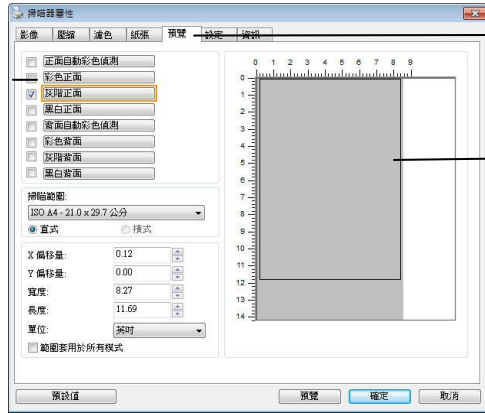 掃描器屬性
影像 壓縮 濾色 紙張 預覽 設定 資訊
正面自動彩色偵測
彩色正面
灰階正面
黑白正面
背面自動彩色偵測
彩色背面
灰階背面
黑白背面
掃瞄範圍:
ISO A4 - 21.0 x 29.7 公分
直式 橫式
X 偏移量: 0.12
Y 偏移量: 0.00
寬度: 8.27
長度: 11.69
單位: 英吋
範圍套用於所有模式
0 1 2 3 4 5 6 7 8 9
0
1
2
3
4
5
6
7
8
9
10
11
12
13
14
預設值 預覽 確定 取消